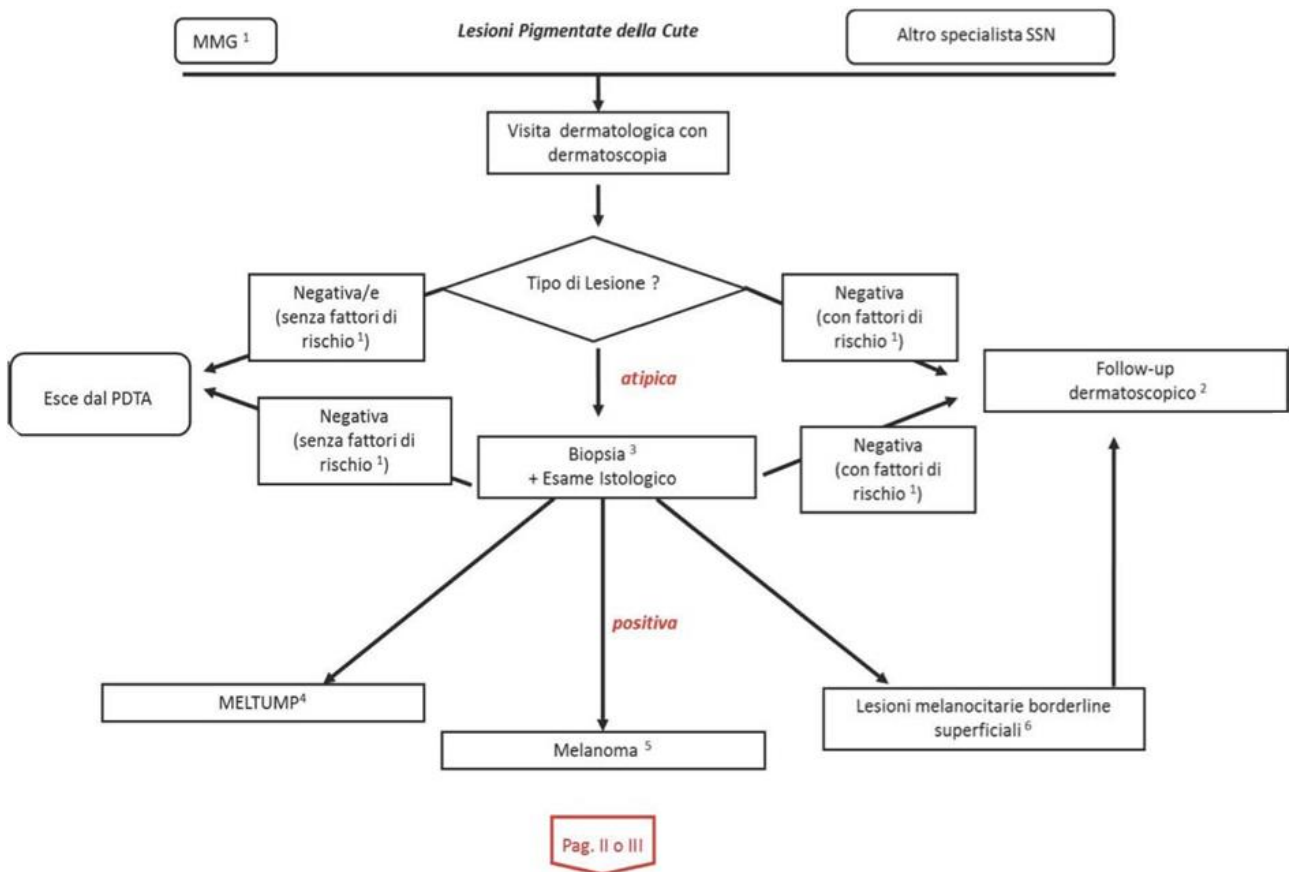 MMG ¹
Lesioni Pigmentate della Cute
Altro specialista SSN
Visita dermatologica con
dermatoscopia
Tipo di Lesione ?
Negativa/e
(senza fattori di
rischio ¹)
Negativa
(con fattori di
rischio ¹)
Esce dal PDTA
atipica
Follow-up
dermatoscopico ²
Negativa
(senza fattori di
rischio ¹)
Biopsia ³
+ Esame Istologico
Negativa
(con fattori di
rischio ¹)
positiva
MELTUMP⁴
Melanoma ⁵
Lesioni melanocitarie borderline
superficiali ⁶
Pag. II o III